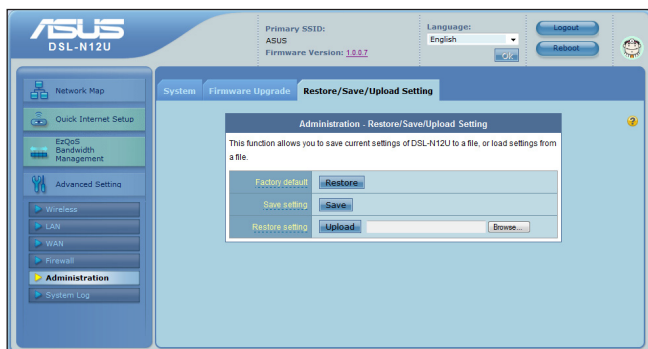 ASUS
DSL-N12U
Primary SSID:
ASUS
Firmware Version: 1.0.0.7
Language:
English
OK
Logout
Reboot
Network Map
Quick Internet Setup
EzQoS
Bandwidth
Management
Advanced Setting
Wireless
LAN
WAN
Firewall
Administration
System Log
System
Firmware Upgrade
Restore/Save/Upload Setting
Administration - Restore/Save/Upload Setting
This function allows you to save current settings of DSL-N12U to a file, or load settings from
a file.
Factory default Restore
Save setting Save
Restore setting Upload Browse...